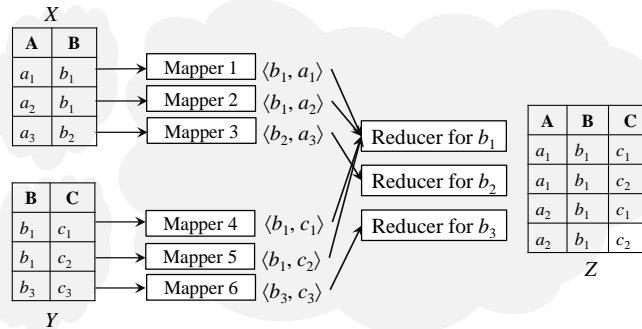 X
A B
a₁ b₁
a₂ b₁
a₃ b₂
Mapper 1 ⟨b₁, a₁⟩
Mapper 2 ⟨b₁, a₂⟩
Mapper 3 ⟨b₂, a₃⟩
B C
b₁ c₁
b₁ c₂
b₃ c₃
Y
Mapper 4 ⟨b₁, c₁⟩
Mapper 5 ⟨b₁, c₂⟩
Mapper 6 ⟨b₃, c₃⟩
Reducer for b₁
Reducer for b₂
Reducer for b₃
A B C
a₁ b₁ c₁
a₁ b₁ c₂
a₂ b₁ c₁
a₂ b₁ c₂
Z